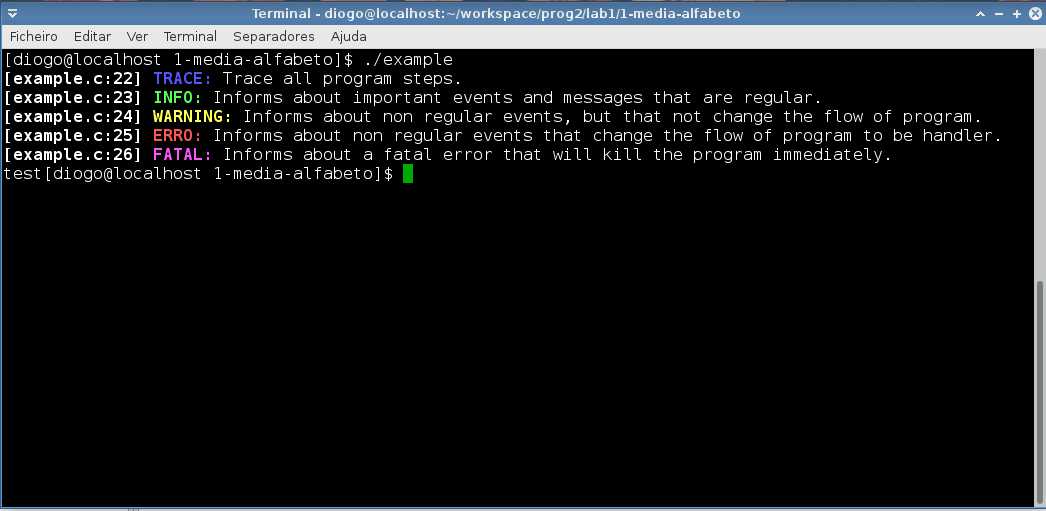 Terminal - diogo@localhost:~/workspace/prog2/lab1/1-media-alfabeto
Ficheiro Editar Ver Terminal Separadores Ajuda
[diogo@localhost 1-media-alfabeto]$ ./example
[example.c:22] TRACE: Trace all program steps.
[example.c:23] INFO: Informs about important events and messages that are regular.
[example.c:24] WARNING: Informs about non regular events, but that not change the flow of program.
[example.c:25] ERRO: Informs about non regular events that change the flow of program to be handler.
[example.c:26] FATAL: Informs about a fatal error that will kill the program immediately.
test[diogo@localhost 1-media-alfabeto]$